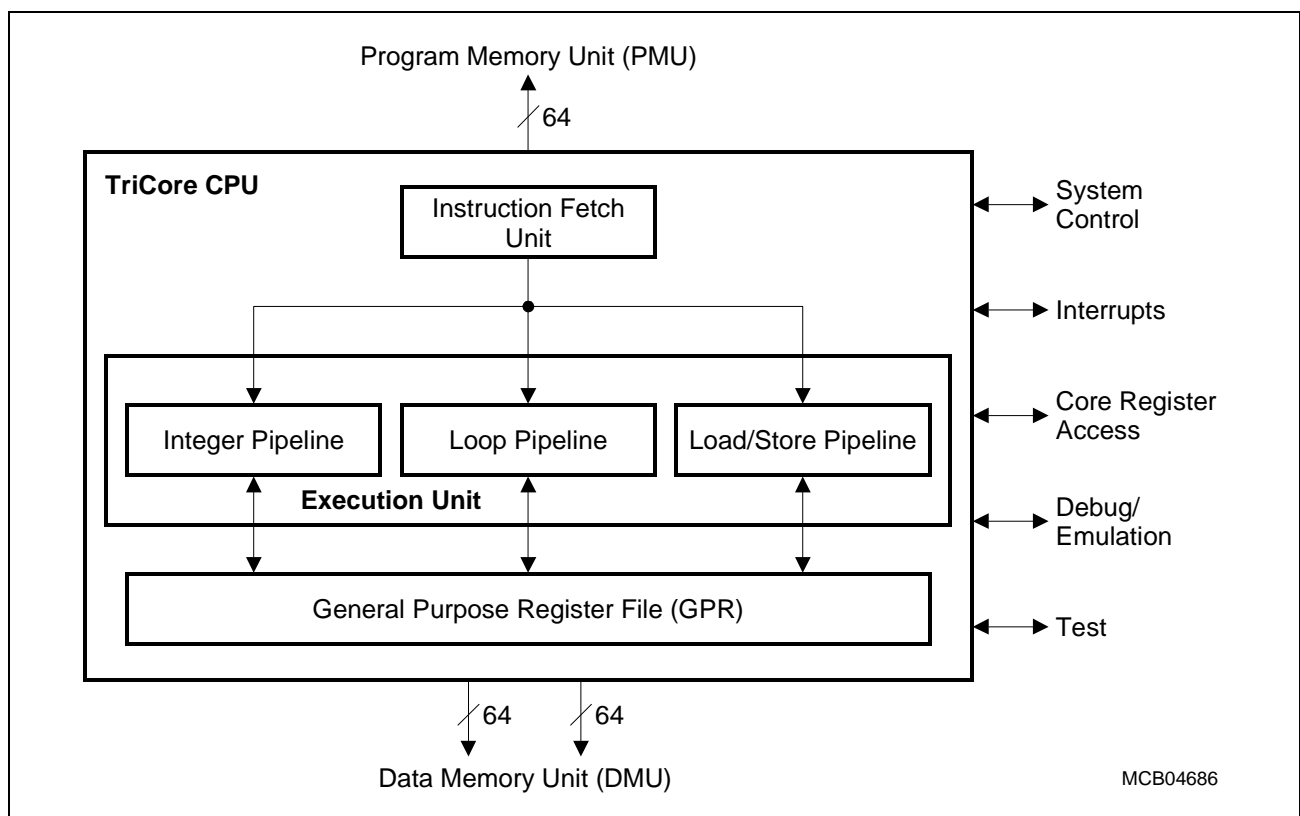 Program Memory Unit (PMU)
64
TriCore CPU
Instruction Fetch
Unit
System
Control
Interrupts
Core Register
Access
Debug/
Emulation
Test
Integer Pipeline
Loop Pipeline
Load/Store Pipeline
Execution Unit
General Purpose Register File (GPR)
64
64
Data Memory Unit (DMU)
MCB04686